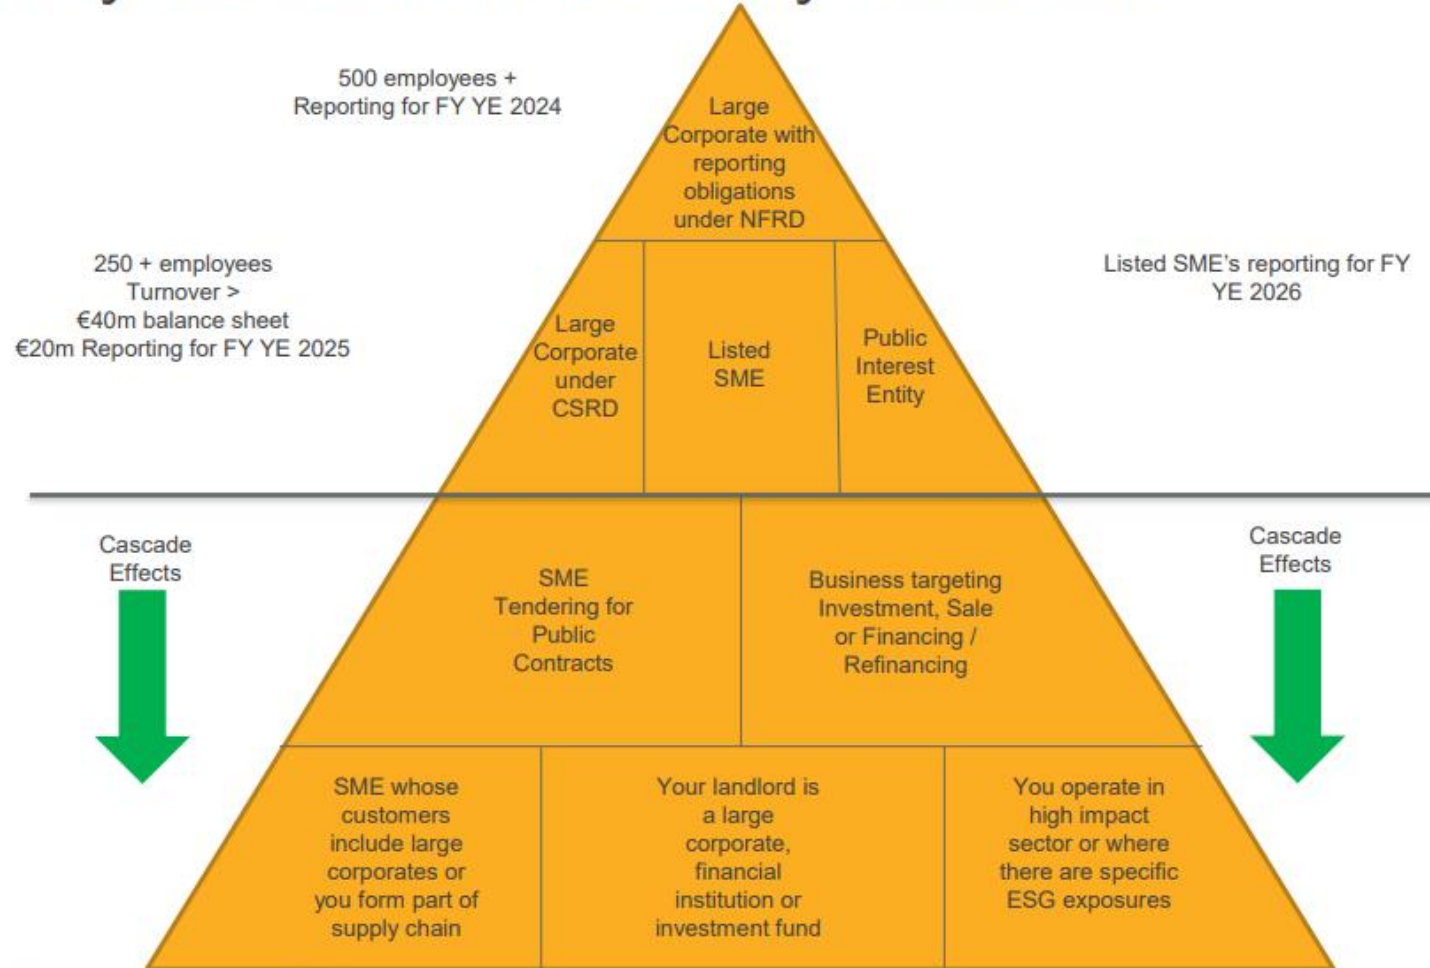 500 employees +
Reporting for FY YE 2024
Large
Corporate with
reporting
obligations
under NFRD
250 + employees
Turnover >
€40m balance sheet
€20m Reporting for FY YE 2025
Large
Corporate
under
CSRD
Listed
SME
Public
Interest
Entity
Listed SME's reporting for FY
YE 2026
Cascade
Effects
SME
Tendering for
Public
Contracts
Business targeting
Investment, Sale
or Financing /
Refinancing
Cascade
Effects
SME whose
customers
include large
corporates or
you form part of
supply chain
Your landlord is
a large
corporate,
financial
institution or
investment fund
You operate in
high impact
sector or where
there are specific
ESG exposures